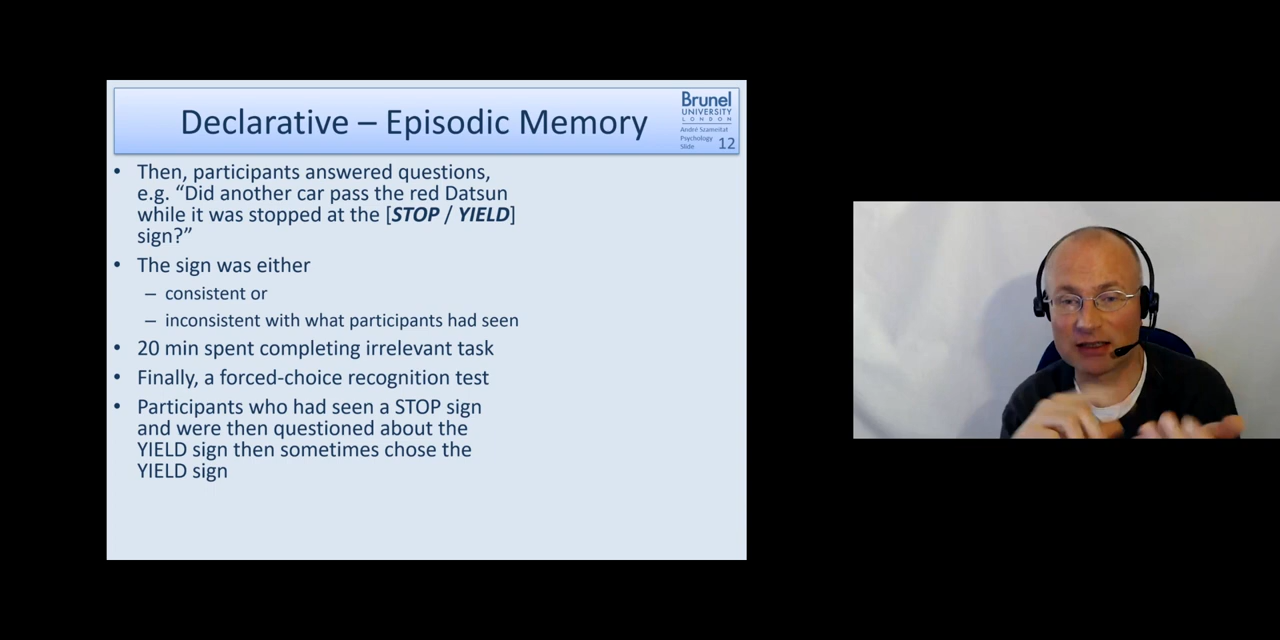 Declarative – Episodic Memory
Brunel
UNIVERSITY
LONDON
André Szameitat
Psychology
Slide 12
• Then, participants answered questions,
e.g. “Did another car pass the red Datsun
while it was stopped at the [STOP / YIELD]
sign?”
• The sign was either
– consistent or
– inconsistent with what participants had seen
• 20 min spent completing irrelevant task
• Finally, a forced-choice recognition test
• Participants who had seen a STOP sign
and were then questioned about the
YIELD sign then sometimes chose the
YIELD sign